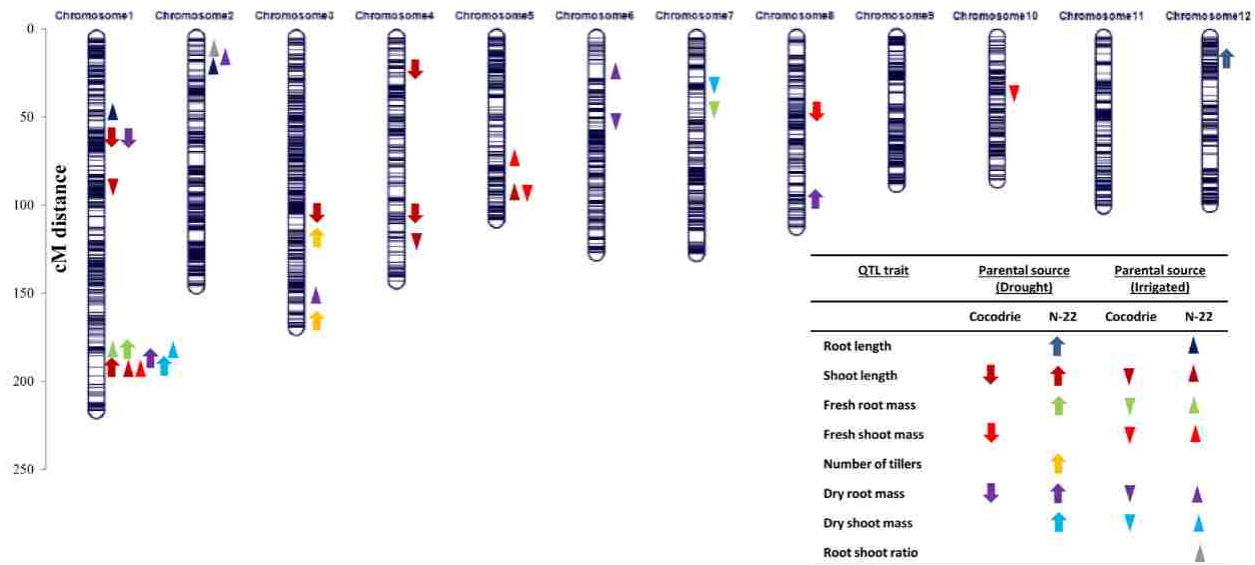 Chromosome1 Chromosome2 Chromosome3 Chromosome4 Chromosome5 Chromosome6 Chromosome7 Chromosome8 Chromosome9 Chromosome10 Chromosome11 Chromosome12
0
50
100
150
200
250
cM distance
QTL trait Parental source Parental source
(Drought) (Irrigated)
Cocodrie N-22 Cocodrie N-22
Root length
Shoot length
Fresh root mass
Fresh shoot mass
Number of tillers
Dry root mass
Dry shoot mass
Root shoot ratio